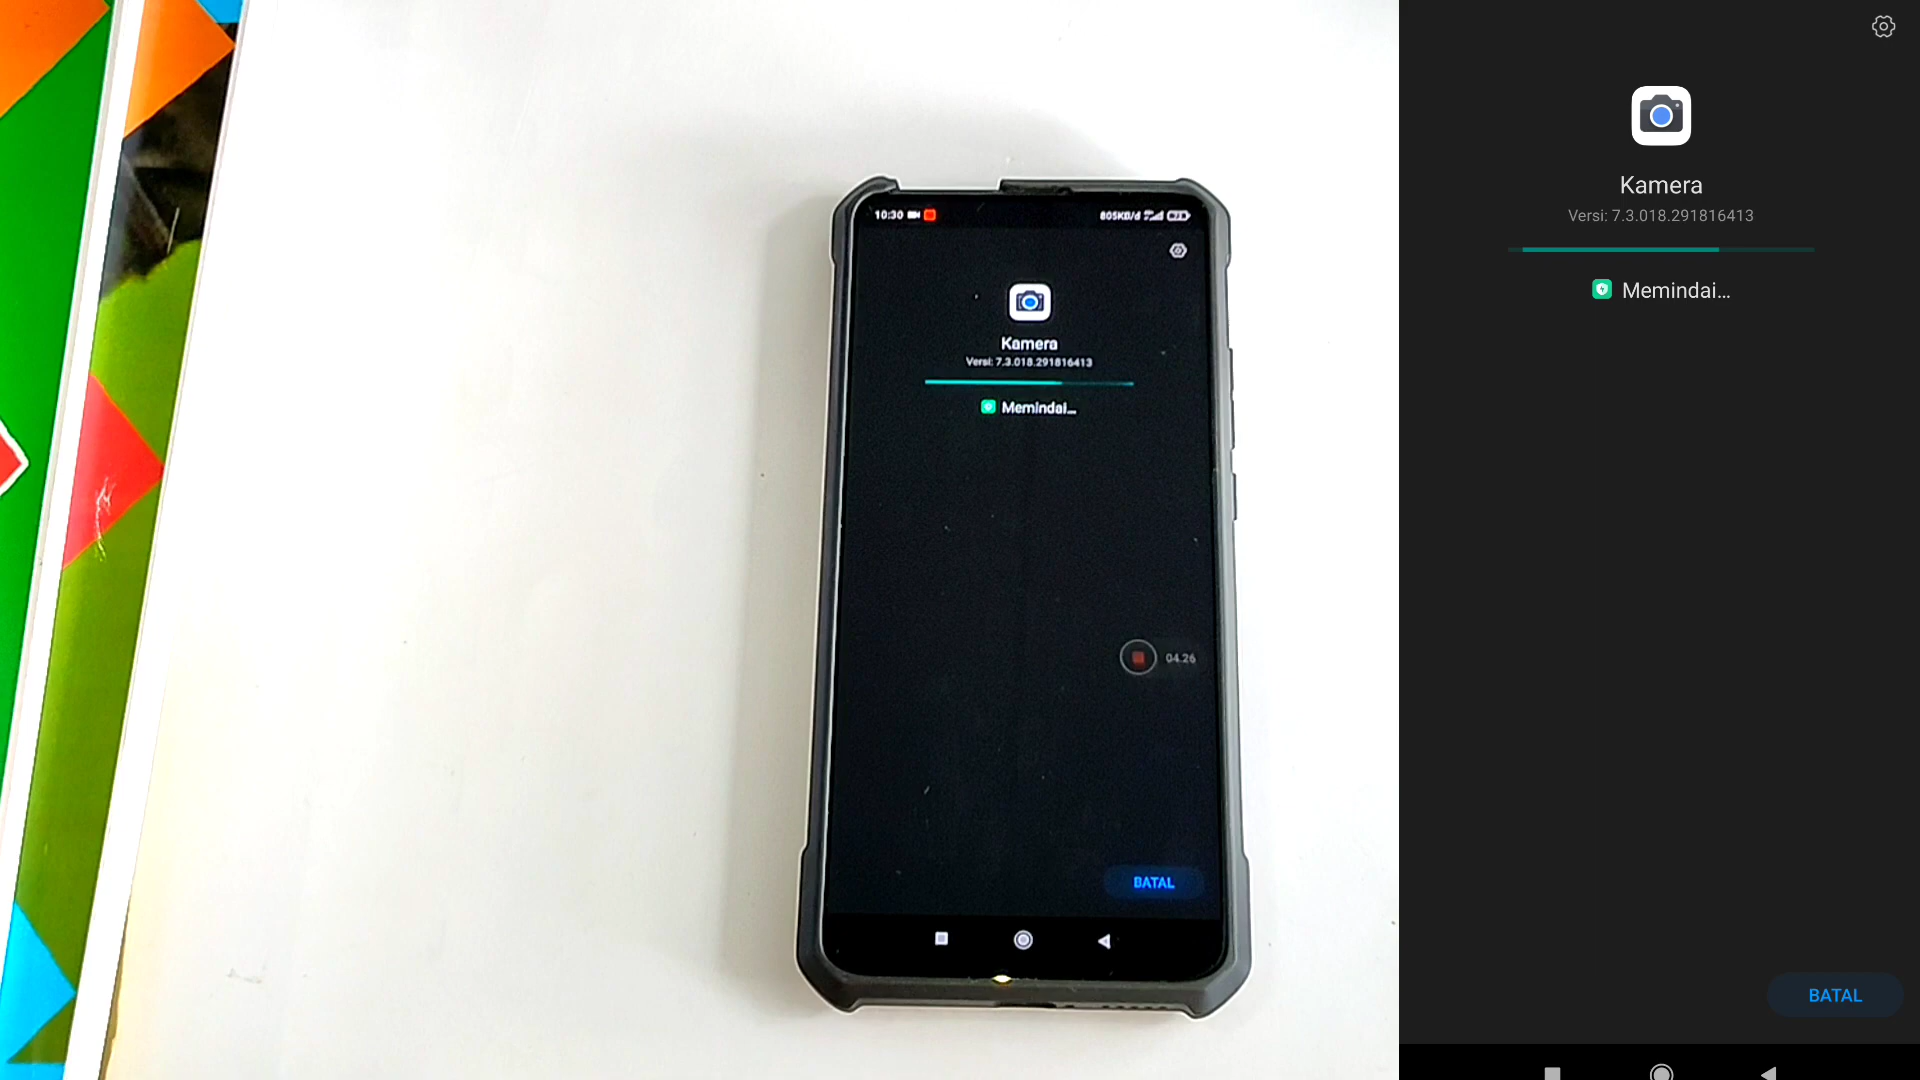 10:30
805KB/d
Kamera
Versi: 7.3.018.291816413
Memindai...
04.26
BATAL
Kamera
Versi: 7.3.018.291816413
Memindai...
BATAL